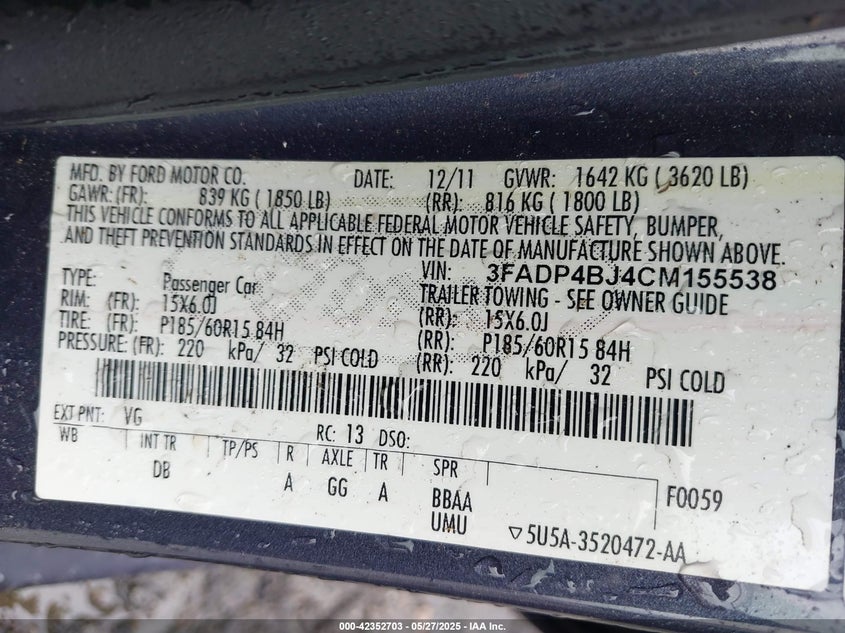 MFD. BY FORD MOTOR CO. DATE: 12/11 GVWR: 1642 KG ( 3620 LB)
GAWR: (FR): 839 KG ( 1850 LB) (RR): 816 KG ( 1800 LB)
THIS VEHICLE CONFORMS TO ALL APPLICABLE FEDERAL MOTOR VEHICLE SAFETY, BUMPER,
AND THEFT PREVENTION STANDARDS IN EFFECT ON THE DATE OF MANUFACTURE SHOWN ABOVE.
VIN: 3FADP4BJ4CM155538
TYPE: Passenger Car TRAILER TOWING - SEE OWNER GUIDE
RIM: (FR): 15X6.0J (RR): 15X6.0J
TIRE: (FR): P185/60R15 84H (RR): P185/60R15 84H
PRESSURE: (FR): 220 kPa/ 32 PSI COLD (RR): 220 kPa/ 32 PSI COLD
EXT PNT: VG RC: 13 DSO:
WB INT TR TP/PS R AXLE TR SPR
DB A GG A BBAA F0059
UMU ▽5U5A-3520472-AA
000-42352703 - 05/27/2025 - IAA Inc.